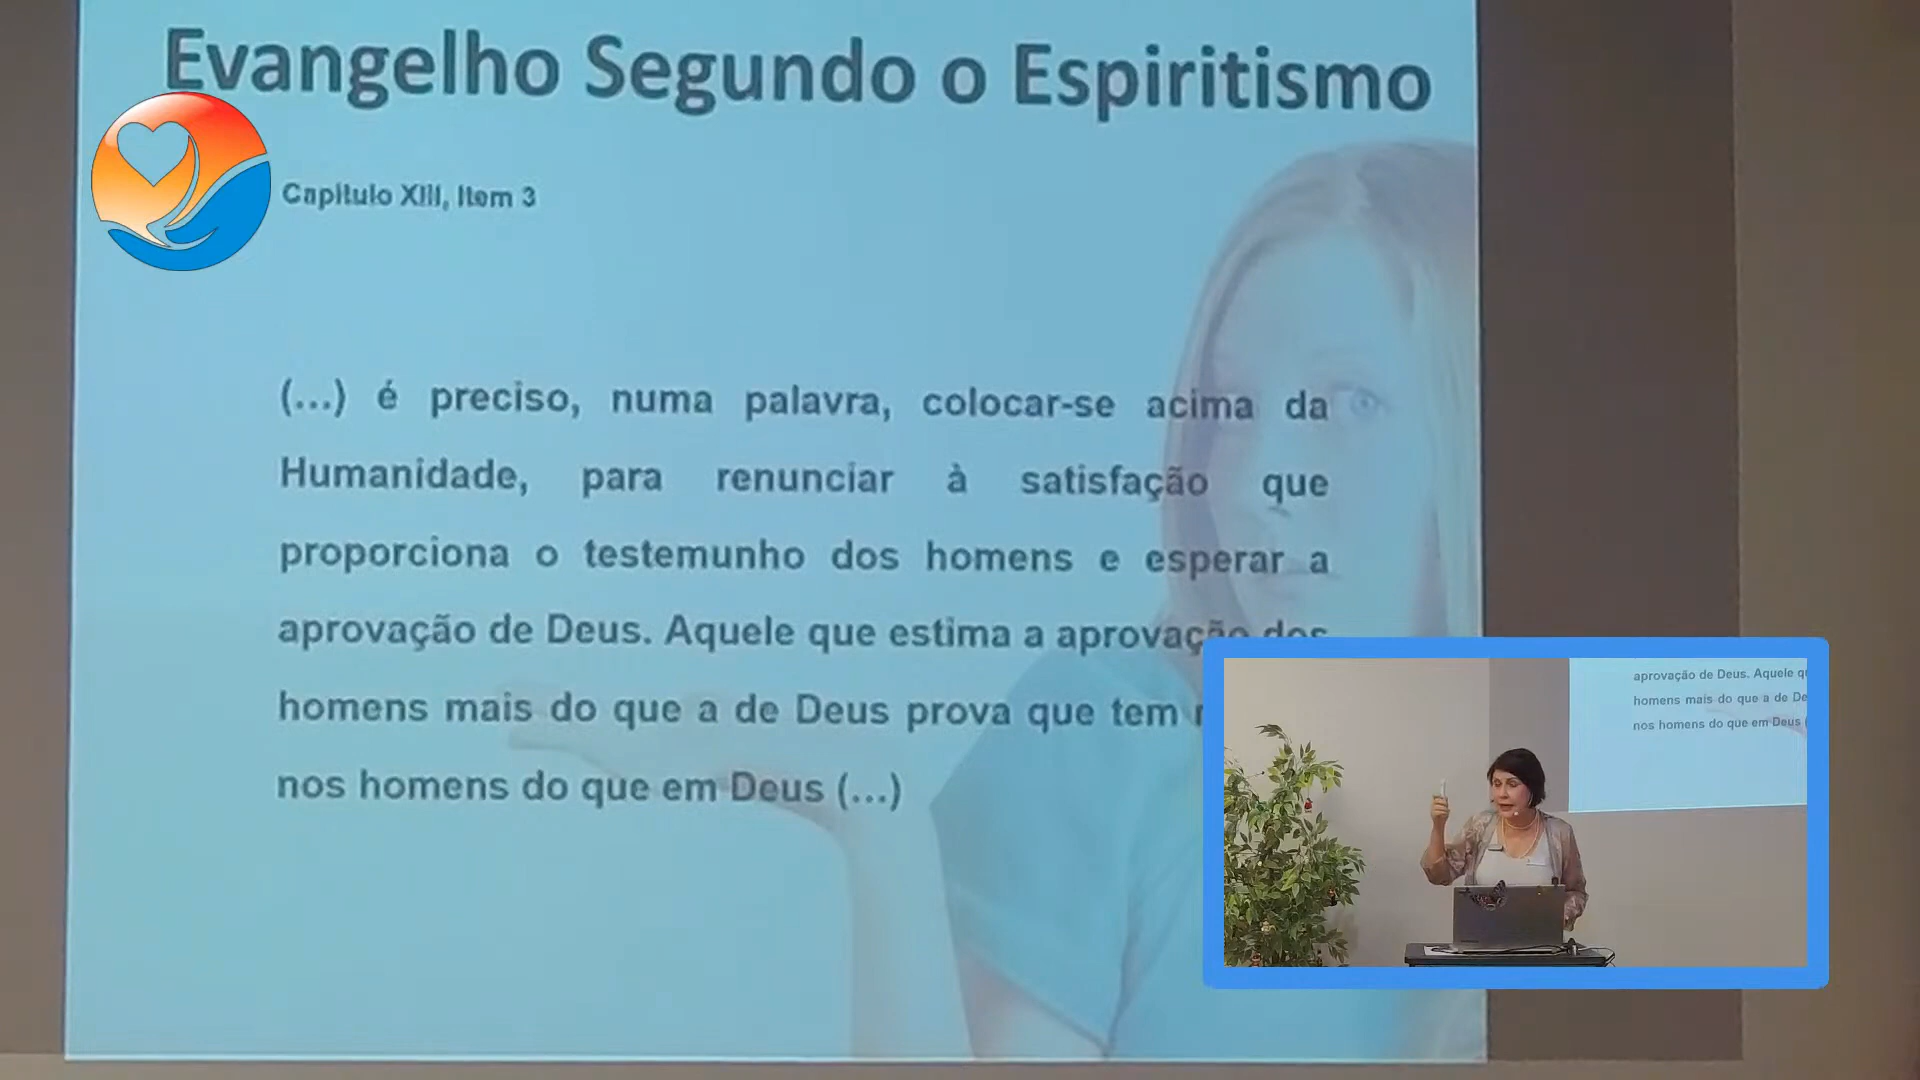 Evangelho Segundo o Espiritismo
Capítulo XIII, Item 3
(...) é preciso, numa palavra, colocar-se acima da
Humanidade, para renunciar à satisfação que
proporciona o testemunho dos homens e esperar a
aprovação de Deus. Aquele que estima a aprovação dos
homens mais do que a de Deus prova que tem
nos homens do que em Deus (...)
aprovação de Deus. Aquele
homens mais do que a de De
nos homens do que em Deus (